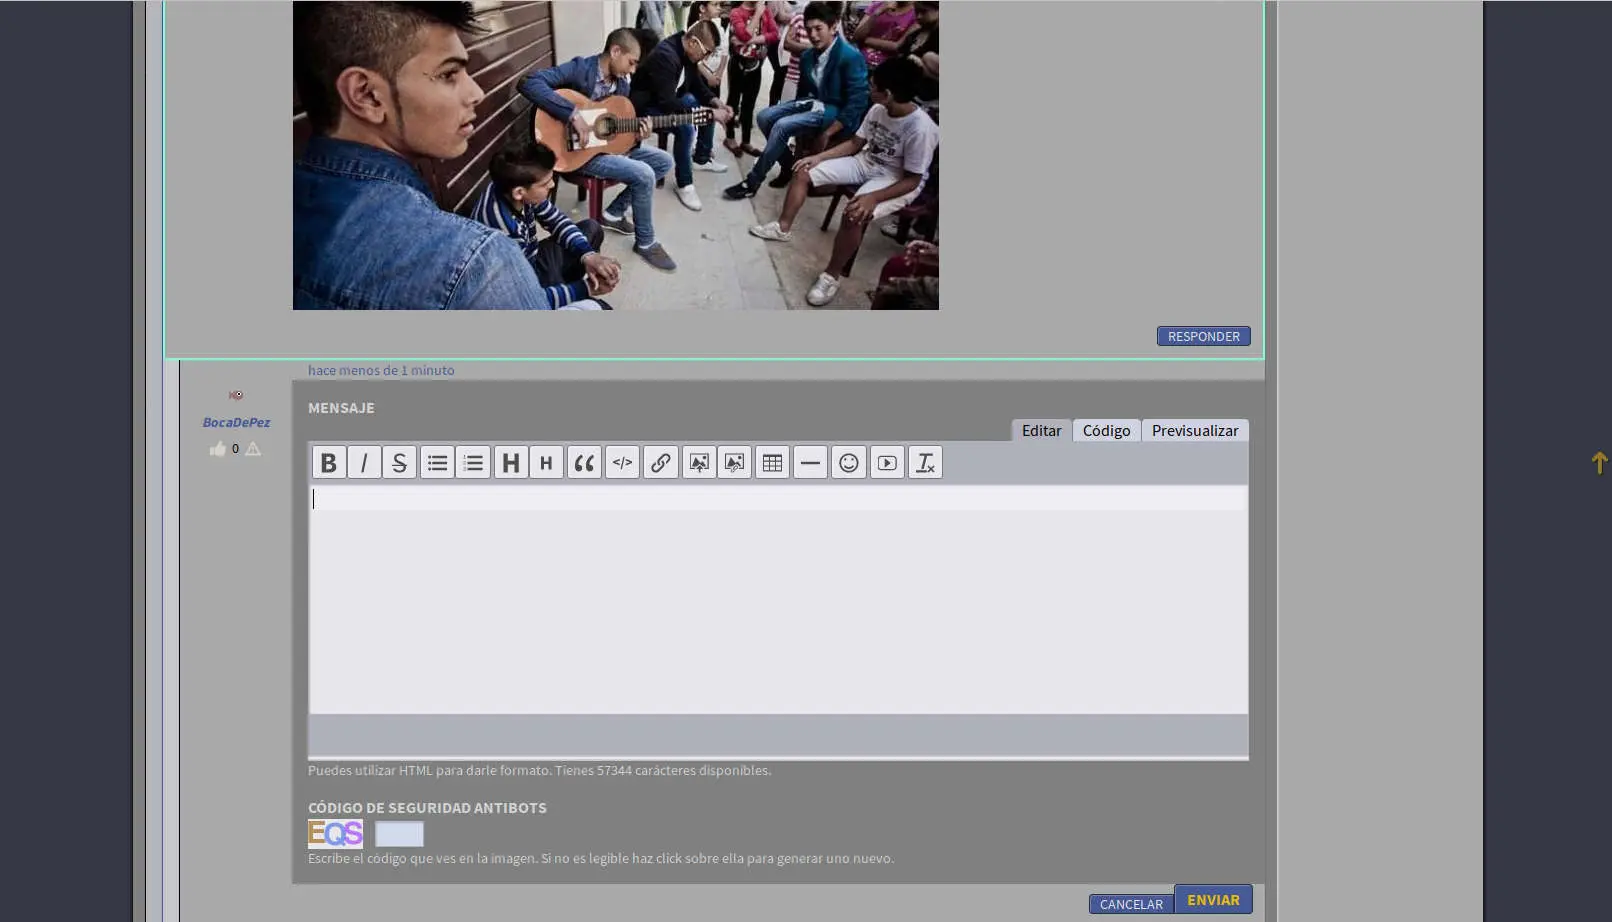 RESPONDER
hace menos de 1 minuto
BocaDePez
0
MENSAJE
Editar Código Previsualizar
B I S H H </> Ix
Puedes utilizar HTML para darle formato. Tienes 57344 carácteres disponibles.
CÓDIGO DE SEGURIDAD ANTIBOTS
EQS
Escribe el código que ves en la imagen. Si no es legible haz click sobre ella para generar uno nuevo.
CANCELAR ENVIAR